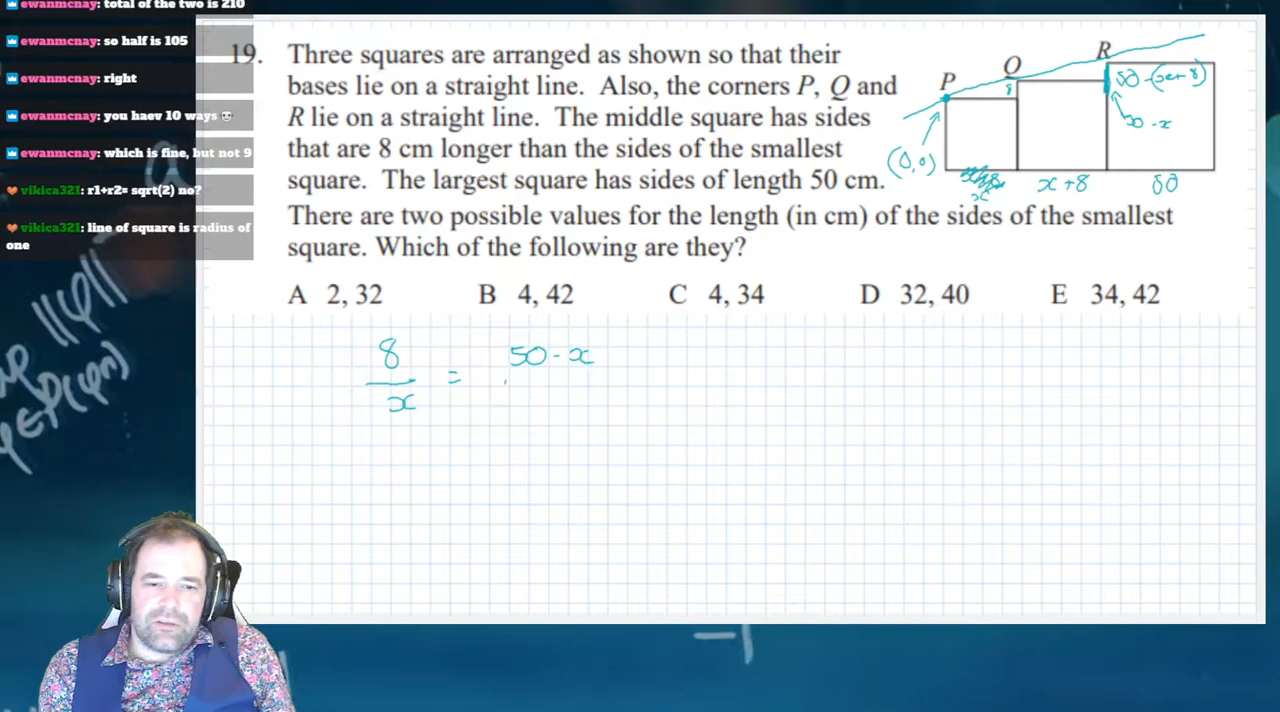 ewanmcnay: total of the two is 210
ewanmcnay: so half is 105
ewanmcnay: right
ewanmcnay: you haev 10 ways
ewanmcnay: which is fine, but not 9
vikica321: r1+r2= sqrt(2) no?
vikica321: line of square is radius of
one
19. Three squares are arranged as shown so that their
bases lie on a straight line. Also, the corners P, Q and
R lie on a straight line. The middle square has sides
that are 8 cm longer than the sides of the smallest
square. The largest square has sides of length 50 cm.
There are two possible values for the length (in cm) of the sides of the smallest
square. Which of the following are they?
A 2, 32 B 4, 42 C 4, 34 D 32, 40 E 34, 42
P
Q
R
8
50-(x+8)
50-x
(0,0)
x
x+8
50
8
x
=
50-x
||φ||
φ∈P(φn)
-1